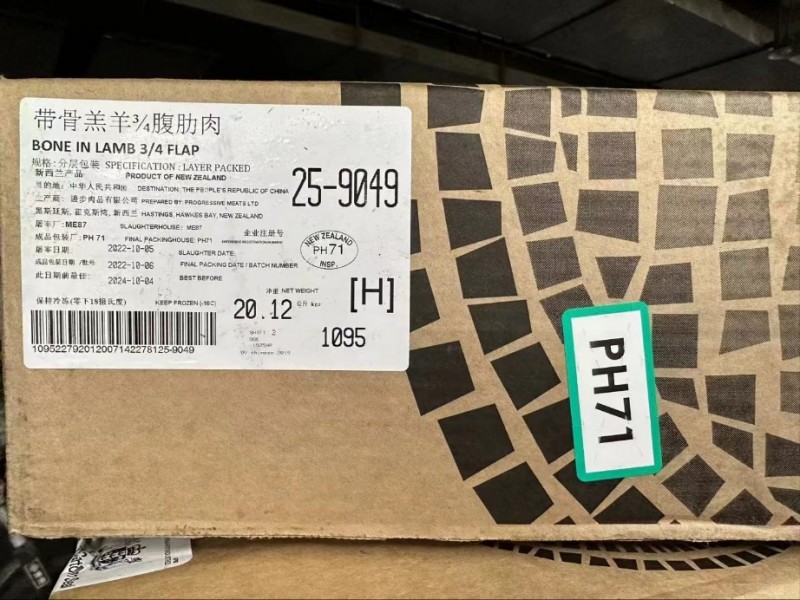 带骨羔羊¾腹肋肉
BONE IN LAMB 3/4 FLAP
规格: 分层包装 SPECIFICATION: LAYER PACKED
新西兰产品 PRODUCT OF NEW ZEALAND
目的地: 中华人民共和国 DESTINATION: THE PEOPLE'S REPUBLIC OF CHINA
25-9049
生产商: 进步肉品有限公司 PREPARED BY: PROGRESSIVE MEATS LTD
黑斯廷斯, 霍克斯湾, 新西兰 HASTINGS, HAWKES BAY, NEW ZEALAND
屠宰厂: ME87 SLAUGHTERHOUSE: ME87 企业注册号
成品包装厂: PH 71 FINAL PACKINGHOUSE: PH71
NEW ZEALAND
PH71
INSP.
屠宰日期: 2022-10-05 SLAUGHTER DATE:
成品包装日期/批号 2022-10-06 FINAL PACKING DATE / BATCH NUMBER
此日期前最佳: 2024-10-04 BEST BEFORE
保持冷冻(零下18摄氏度) KEEP FROZEN (-18C)
净重 NET WEIGHT
20.12
[H]
1095
109522792012007142278125-9049
PH71